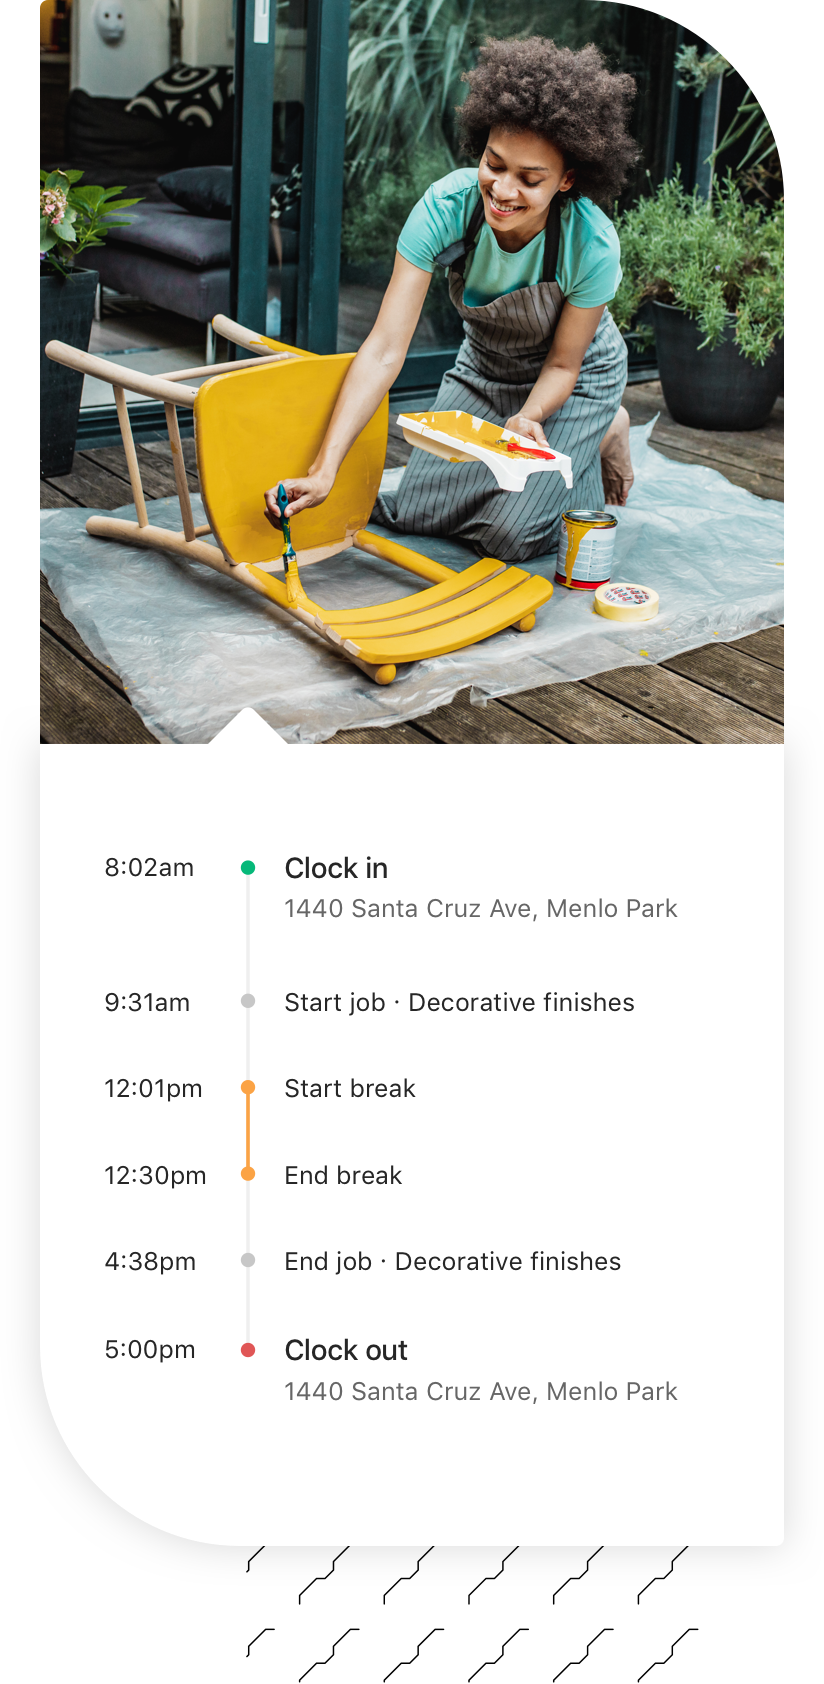 8:02am Clock in
1440 Santa Cruz Ave, Menlo Park
9:31am Start job · Decorative finishes
12:01pm Start break
12:30pm End break
4:38pm End job · Decorative finishes
5:00pm Clock out
1440 Santa Cruz Ave, Menlo Park